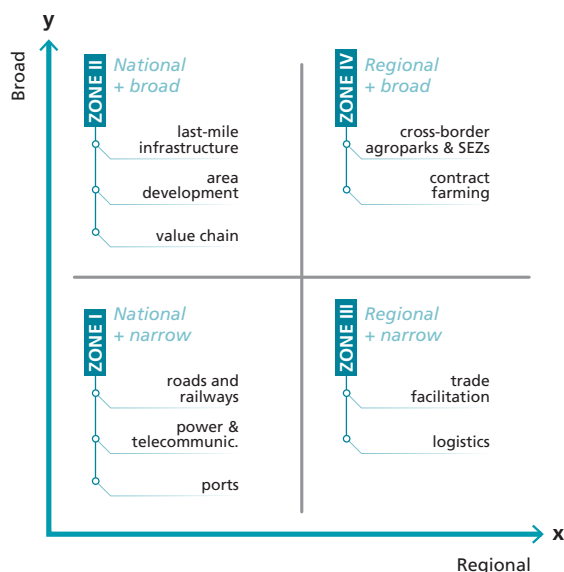 y
Broad
ZONE II
National
+ broad
last-mile
infrastructure
area
development
value chain
ZONE IV
Regional
+ broad
cross-border
agroparks & SEZs
contract
farming
ZONE I
National
+ narrow
roads and
railways
power &
telecommunic.
ports
ZONE III
Regional
+ narrow
trade
facilitation
logistics
x
Regional